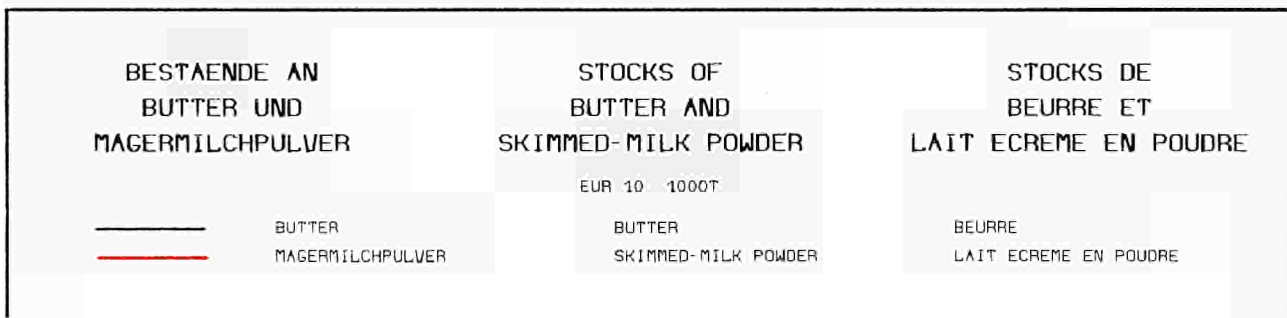 BESTAENDE AN
BUTTER UND
MAGERMILCHPULVER
STOCKS OF
BUTTER AND
SKIMMED-MILK POWDER
STOCKS DE
BEURRE ET
LAIT ECREME EN POUDRE
EUR 10 1000T
BUTTER BUTTER BEURRE
MAGERMILCHPULVER SKIMMED-MILK POWDER LAIT ECREME EN POUDRE